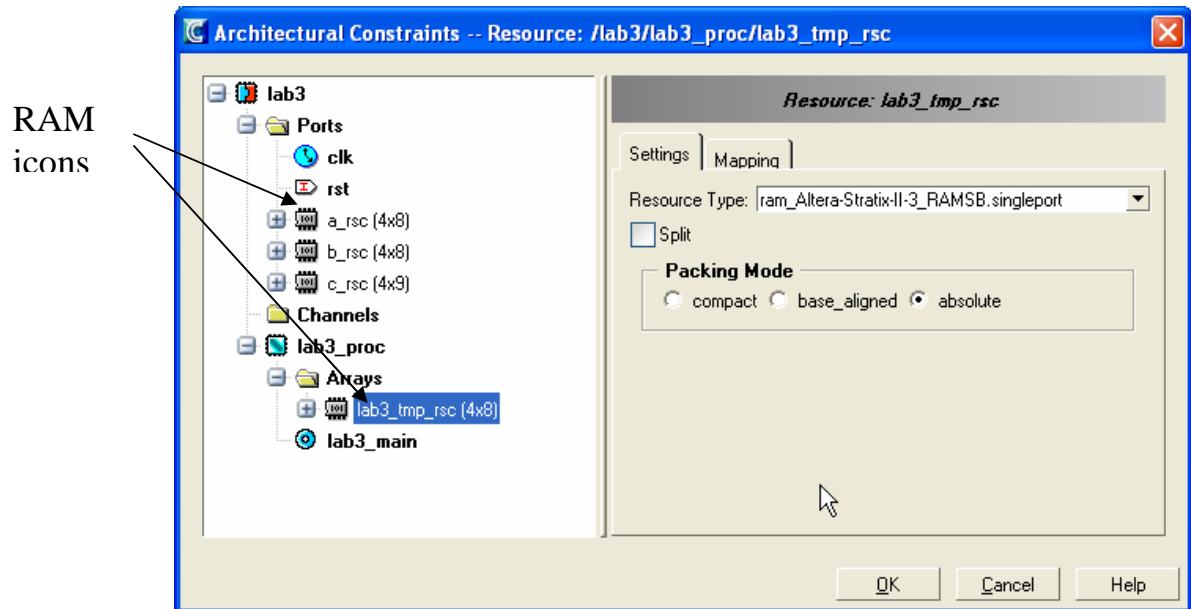 Architectural Constraints -- Resource: /lab3/lab3_proc/lab3_tmp_rsc
RAM
icons
lab3
Ports
clk
rst
a_rsc (4x8)
b_rsc (4x8)
c_rsc (4x9)
Channels
lab3_proc
Arrays
lab3_tmp_rsc (4x8)
lab3_main
Resource: lab3_tmp_rsc
Settings
Mapping
Resource Type: ram_Altera-Stratix-II-3_RAMSB.singleport
Split
Packing Mode
compact base_aligned absolute
OK Cancel Help